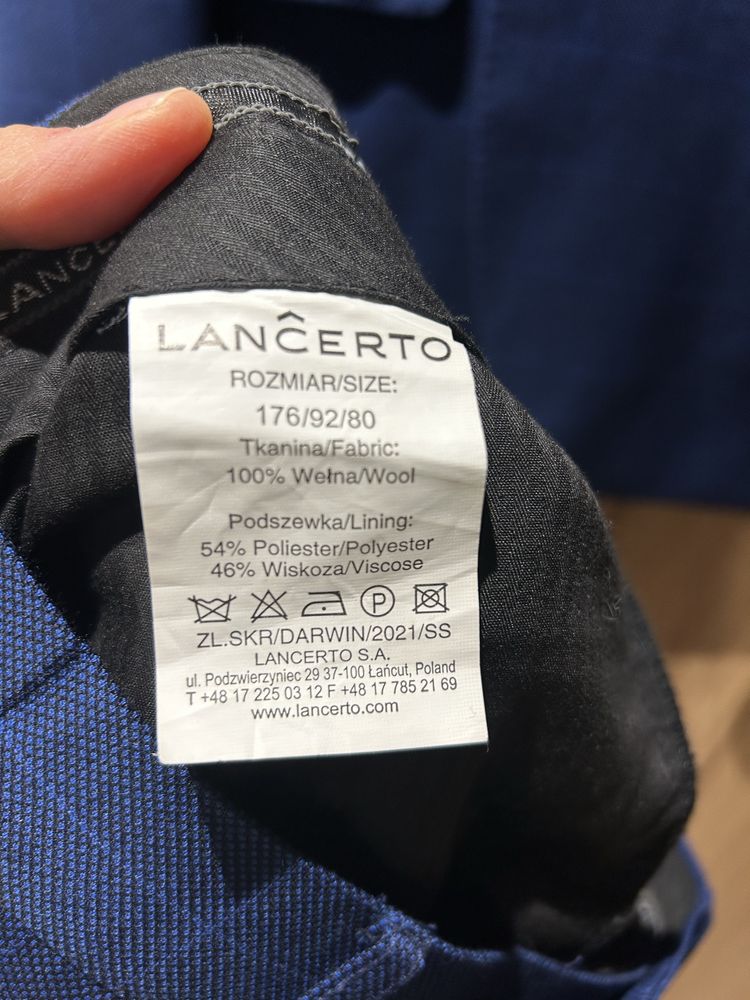 LANCERTO
ROZMIAR/SIZE:
176/92/80
Tkanina/Fabric:
100% Wełna/Wool
Podszewka/Lining:
54% Poliester/Polyester
46% Wiskoza/Viscose
P
ZL.SKR/DARWIN/2021/SS
LANCERTO S.A.
ul. Podzwierzyniec 29 37-100 Łańcut, Poland
T +48 17 225 03 12 F +48 17 785 21 69
www.lancerto.com